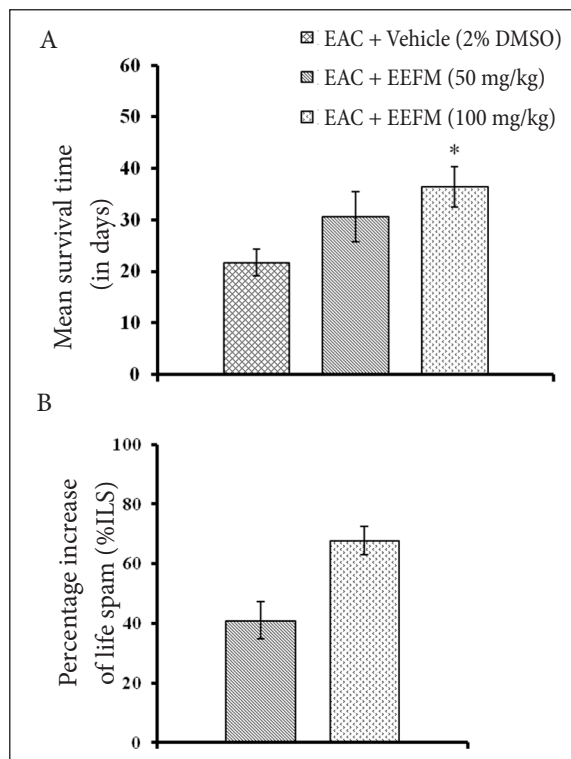 A
EAC + Vehicle (2% DMSO)
EAC + EEFM (50 mg/kg)
EAC + EEFM (100 mg/kg)
60
50
40
30
20
10
0
*
Mean survival time
(in days)
B
100
80
60
40
20
0
Percentage increase
of life spam (%ILS)